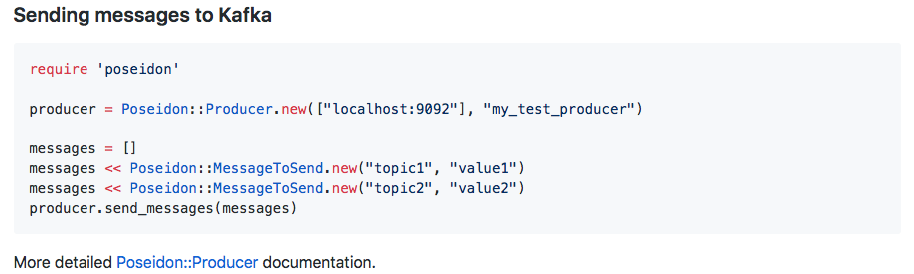 Sending messages to Kafka
require 'poseidon'
producer = Poseidon::Producer.new(["localhost:9092"], "my_test_producer")
messages = []
messages << Poseidon::MessageToSend.new("topic1", "value1")
messages << Poseidon::MessageToSend.new("topic2", "value2")
producer.send_messages(messages)
More detailed Poseidon::Producer documentation.